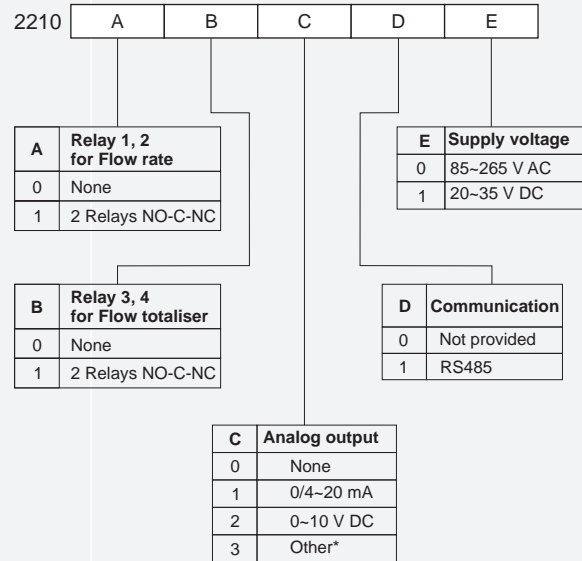 2210 A B C D E
A Relay 1, 2 for Flow rate
0 None
1 2 Relays NO-C-NC
E Supply voltage
0 85~265 V AC
1 20~35 V DC
B Relay 3, 4 for Flow totaliser
0 None
1 2 Relays NO-C-NC
D Communication
0 Not provided
1 RS485
C Analog output
0 None
1 0/4~20 mA
2 0~10 V DC
3 Other*